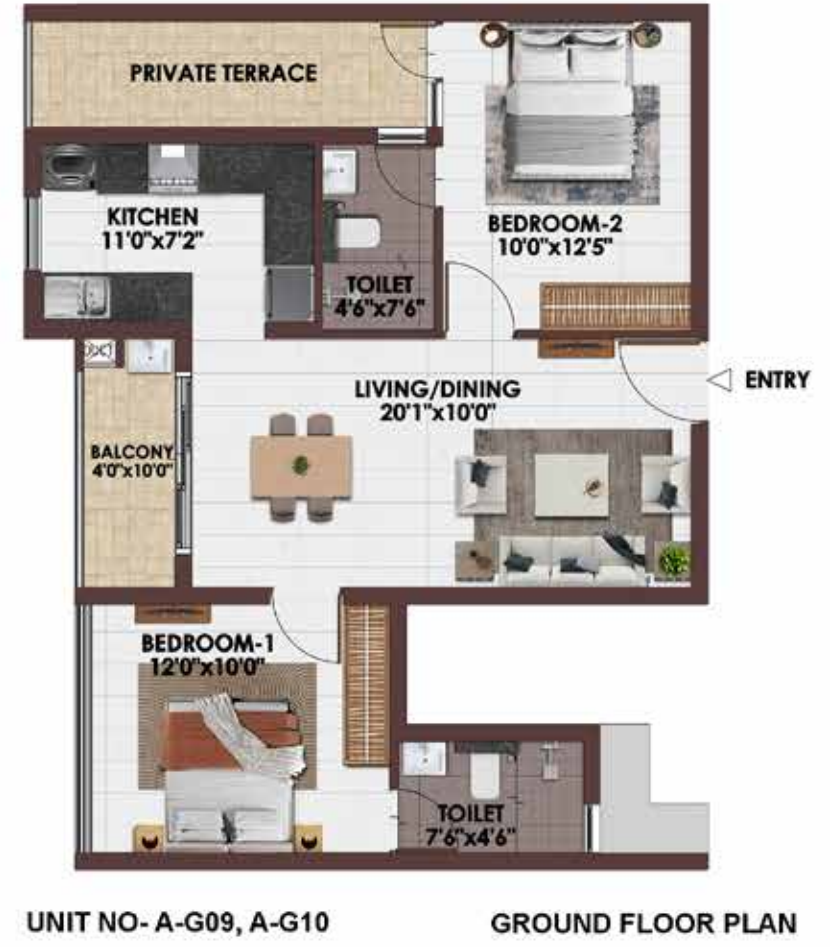 PRIVATE TERRACE
KITCHEN
11'0"x7'2"
BEDROOM-2
10'0"x12'5"
TOILET
4'6"x7'6"
LIVING/DINING
20'1"x10'0"
ENTRY
BALCONY
4'0"x10'0"
BEDROOM-1
12'0"x10'0"
TOILET
7'6"x4'6"
UNIT NO- A-G09, A-G10
GROUND FLOOR PLAN